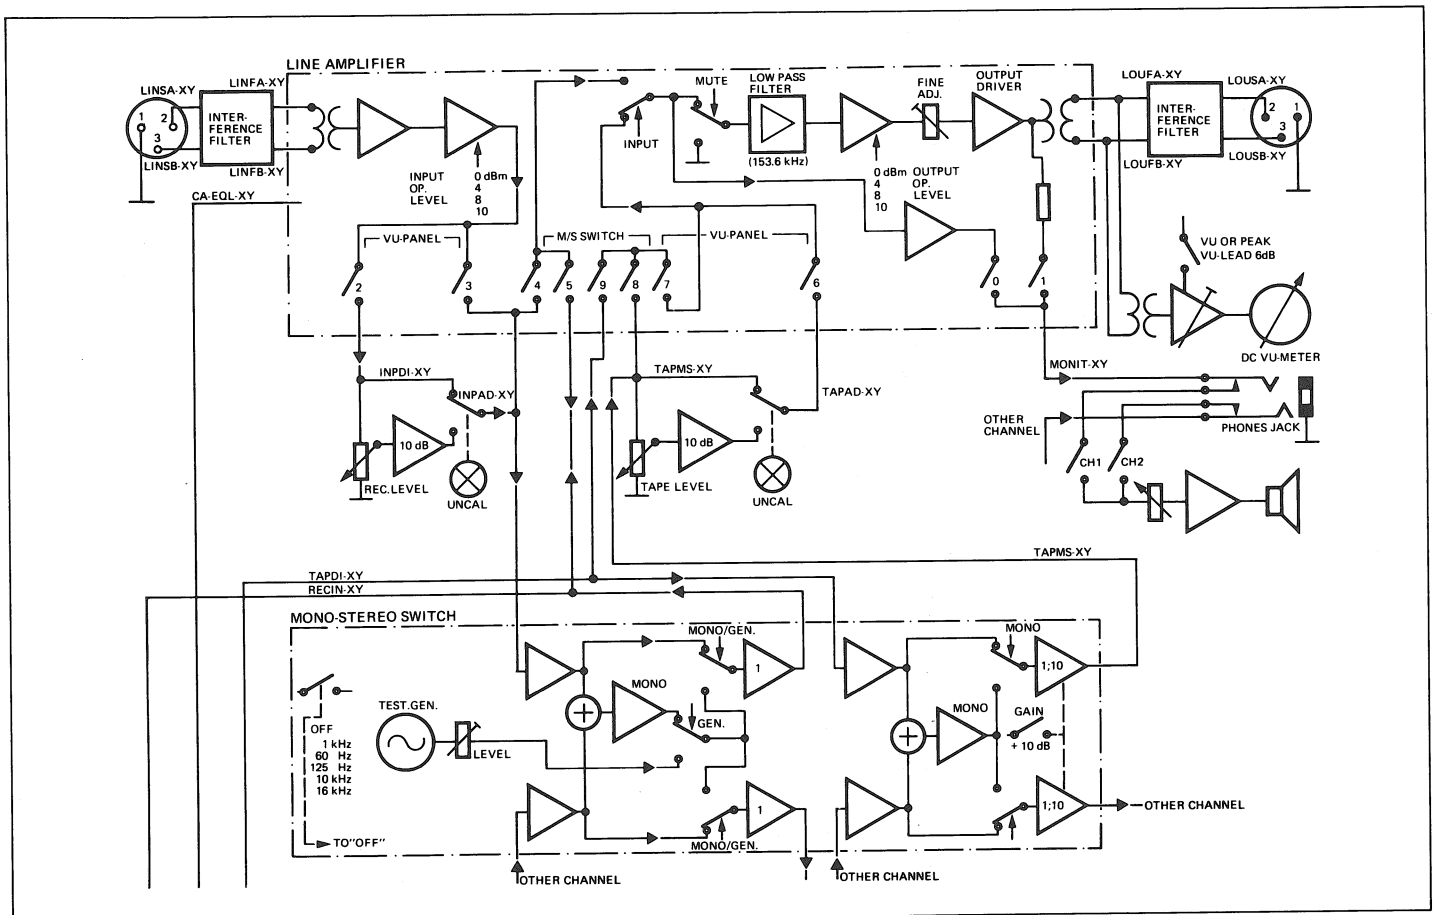 LINE AMPLIFIER
LINSA-XY
LINFA-XY
1
2
3
INTER-
FERENCE
FILTER
LINSB-XY
LINFB-XY
CA-EQL-XY
INPUT
OP.
LEVEL
0 dBm
4
8
10
INPUT
MUTE
LOW PASS
FILTER
(153.6 kHz)
FINE
ADJ.
OUTPUT
DRIVER
0 dBm
4
8
10
OUTPUT
OP.
LEVEL
LOUFA-XY
LOUSA-XY
INTER-
FERENCE
FILTER
2
1
3
LOUFB-XY
LOUSB-XY
VU-PANEL
M/S SWITCH
VU-PANEL
2
3
4
5
9
8
7
6
0
1
VU OR PEAK
VU-LEAD 6dB
DC VU-METER
INPDI-XY
INPAD-XY
10 dB
REC.LEVEL
UNCAL
TAPMS-XY
TAPAD-XY
10 dB
TAPE LEVEL
UNCAL
MONIT-XY
OTHER
CHANNEL
PHONES JACK
CH1
CH2
TAPMS-XY
TAPDI-XY
RECIN-XY
MONO-STEREO SWITCH
MONO/GEN.
1
MONO
1;10
OFF
1 kHz
60 Hz
125 Hz
10 kHz
16 kHz
TO"OFF"
TEST.GEN.
LEVEL
MONO
GEN.
MONO
GAIN
+ 10 dB
1
MONO/GEN.
1;10
OTHER CHANNEL
OTHER CHANNEL
OTHER CHANNEL